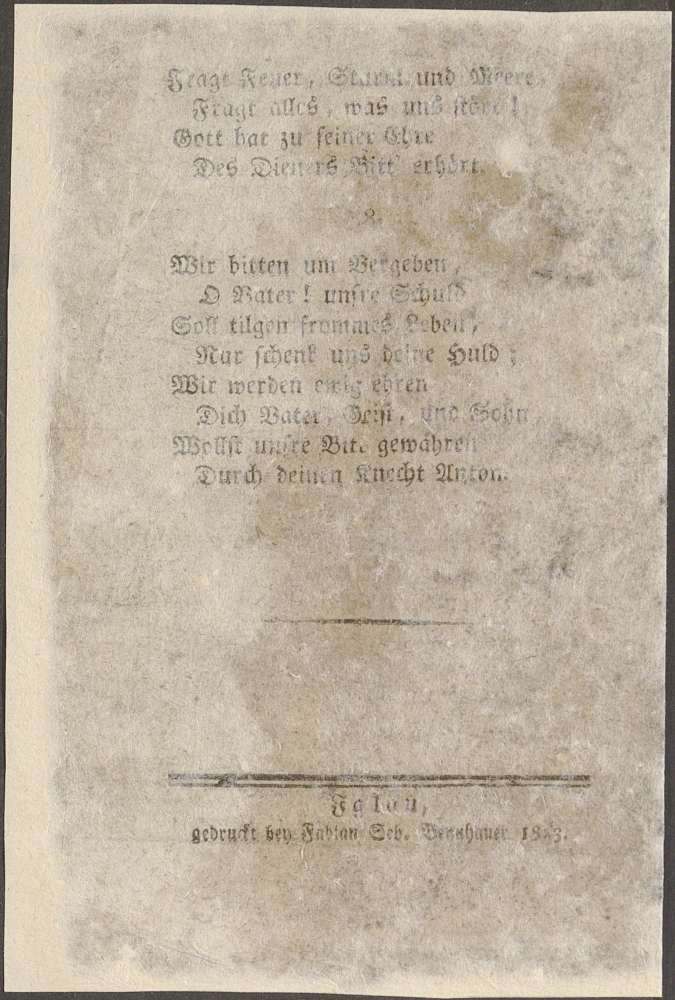 Fragt Feuer, Sturm und Meere,
Fragt alles, was uns stört!
Gott hat zu seiner Ehre
Des Dieners Bitt' erhört.
8.
Wir bitten um Vergeben,
O Vater! unsre Schuld
Soll tilgen frommes Leben,
Nur schenk uns deine Huld;
Wir werden ewig ehren
Dich Vater, Geist, und Sohn
Wollst unsre Bitt gewähren
Durch deinen Knecht Anton.
Iglau,
gedruckt bey Fabian Seb.